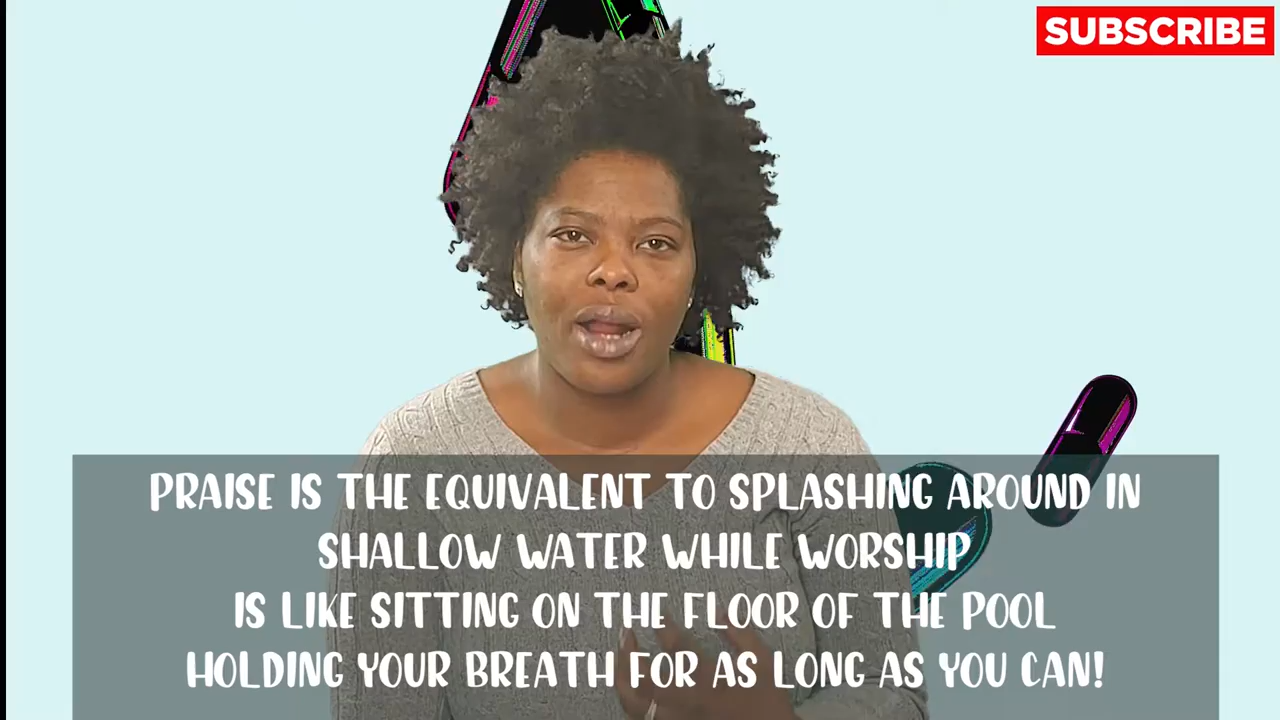 SUBSCRIBE
PRAISE IS THE EQUIVALENT TO SPLASHING AROUND IN
SHALLOW WATER WHILE WORSHIP
IS LIKE SITTING ON THE FLOOR OF THE POOL
HOLDING YOUR BREATH FOR AS LONG AS YOU CAN!